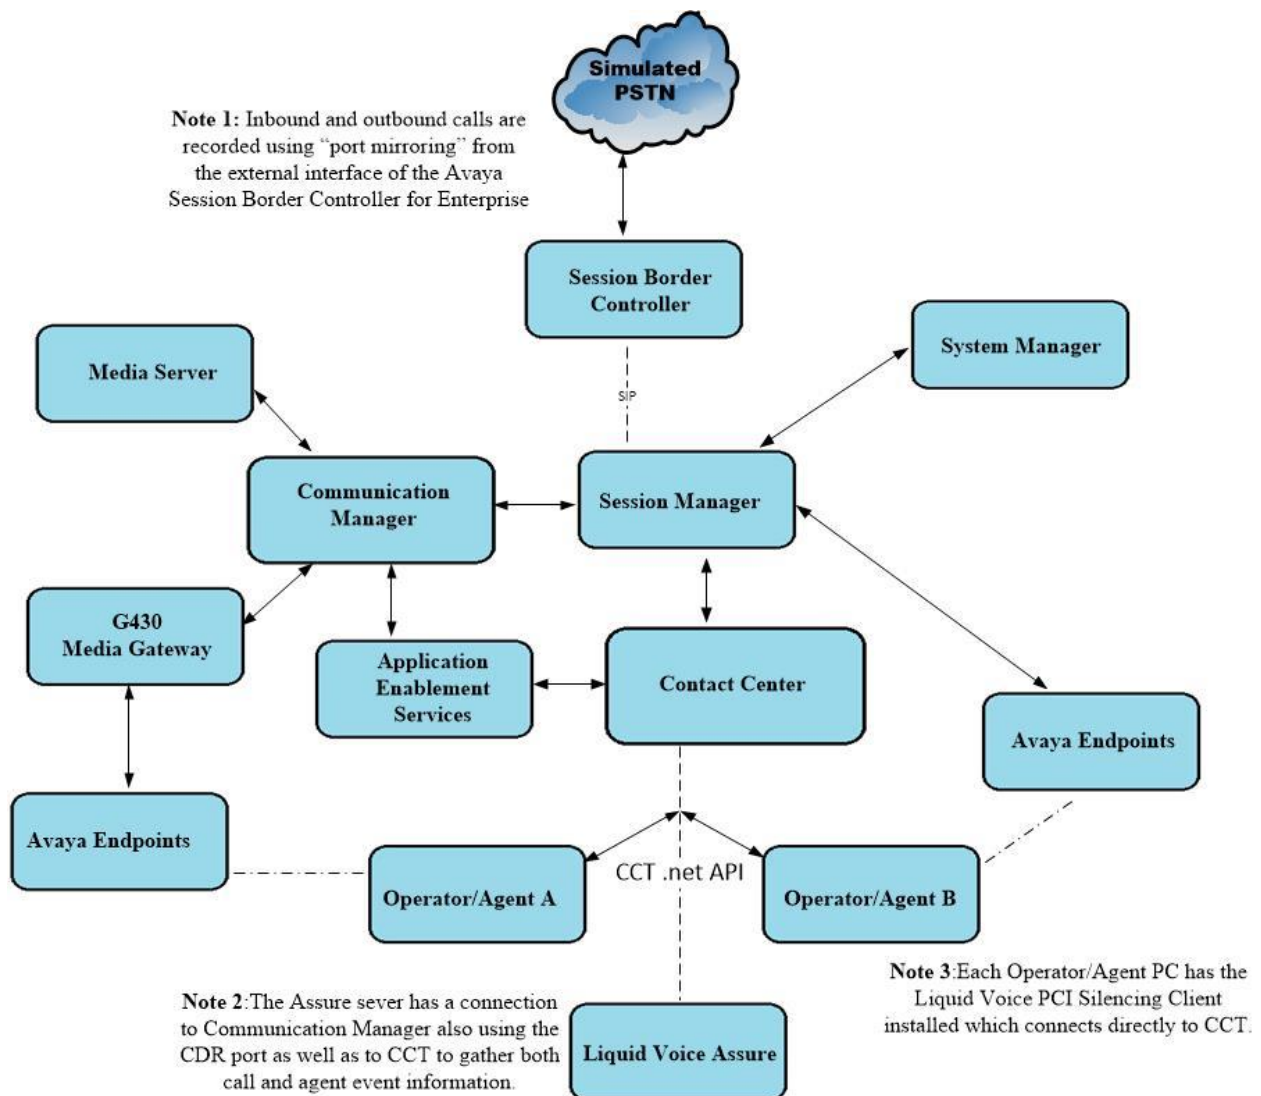 Simulated
PSTN
Note 1: Inbound and outbound calls are
recorded using “port mirroring” from
the external interface of the Avaya
Session Border Controller for Enterprise
Session Border
Controller
System Manager
Media Server
SIP
Communication
Manager
Session Manager
G430
Media Gateway
Application
Enablement
Services
Contact Center
Avaya Endpoints
Avaya Endpoints
CCT .net API
Operator/Agent A
Operator/Agent B
Note 3:Each Operator/Agent PC has the
Liquid Voice PCI Silencing Client
installed which connects directly to CCT.
Note 2:The Assure sever has a connection
to Communication Manager also using the
CDR port as well as to CCT to gather both
call and agent event information.
Liquid Voice Assure